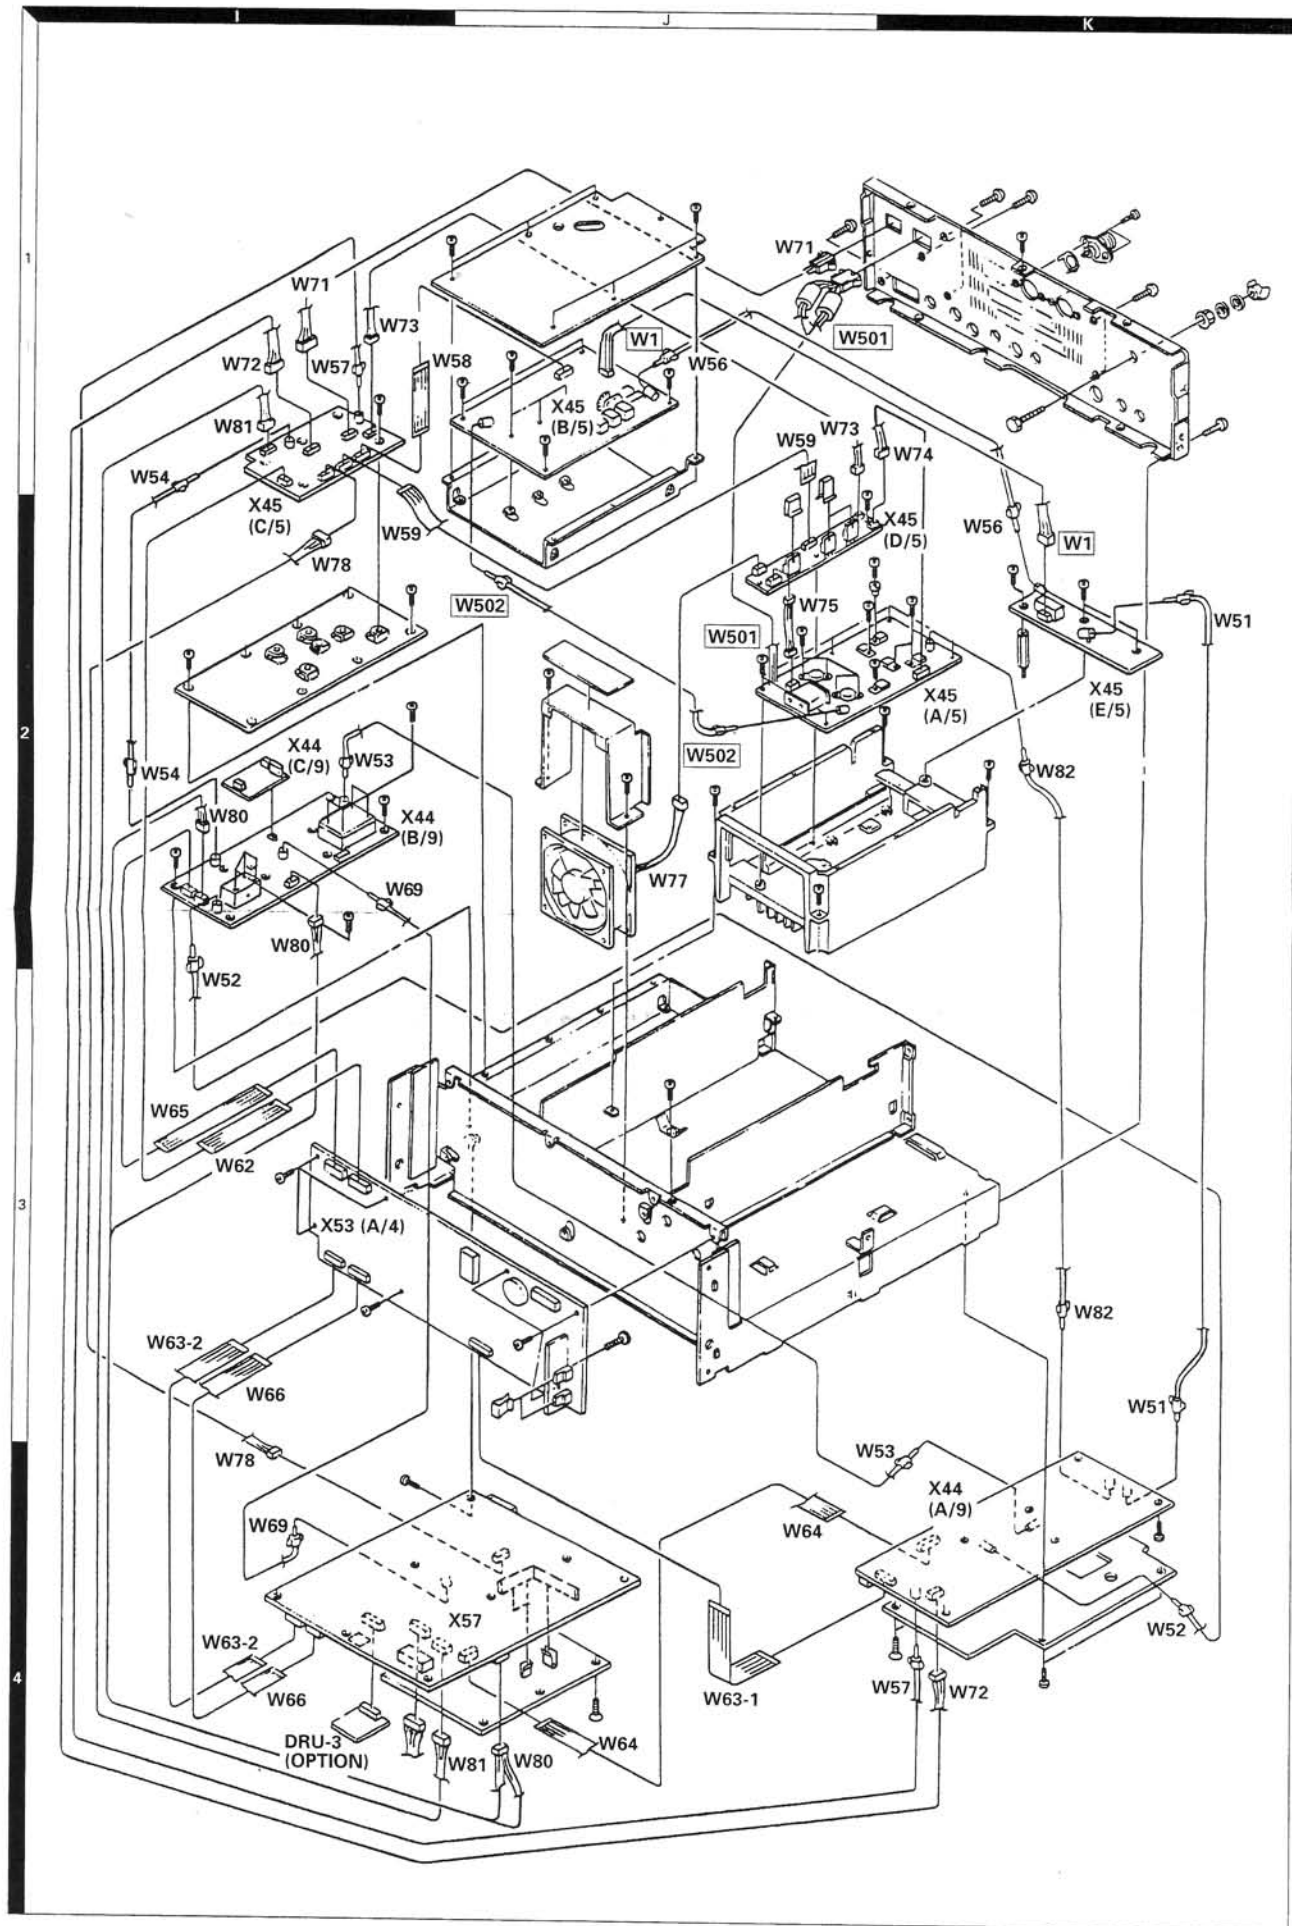 I
J
K
1
2
3
4
W71
W73
W72
W57
W58
W81
W54
X45
(C/5)
W59
W78
W1
W56
X45
(B/5)
W71
W501
W59
W73
W74
X45
(D/5)
W75
W501
W502
W502
X45
(A/5)
W56
W1
W51
X45
(E/5)
W82
W54
X44
(C/9)
W53
W80
X44
(B/9)
W69
W80
W52
W77
W65
W62
X53 (A/4)
W63-2
W66
W78
W69
X57
W63-2
W66
DRU-3
(OPTION)
W81
W80
W64
W53
W64
X44
(A/9)
W82
W51
W52
W63-1
W57
W72